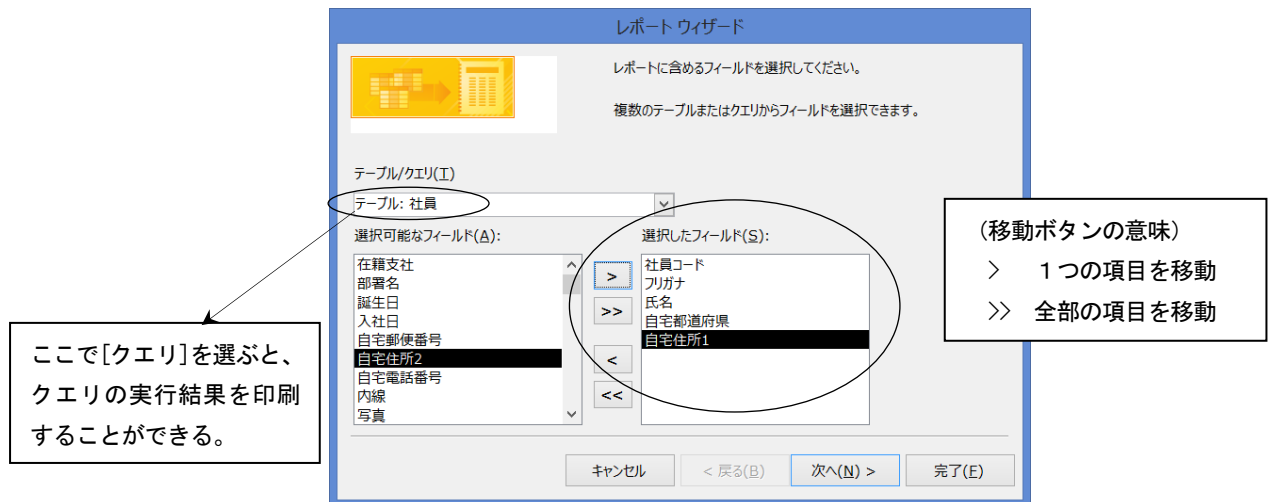 レポート ウィザード
レポートに含めるフィールドを選択してください。
複数のテーブルまたはクエリからフィールドを選択できます。
テーブル/クエリ(T)
テーブル: 社員
選択可能なフィールド(A):
在籍支社
部署名
誕生日
入社日
自宅郵便番号
自宅住所2
自宅電話番号
内線
写真
>
>>
<
<<
選択したフィールド(S):
社員コード
フリガナ
氏名
自宅都道府県
自宅住所1
キャンセル
< 戻る(B)
次へ(N) >
完了(F)
ここで[クエリ]を選ぶと、
クエリの実行結果を印刷
することができる。
(移動ボタンの意味)
> 1つの項目を移動
>> 全部の項目を移動